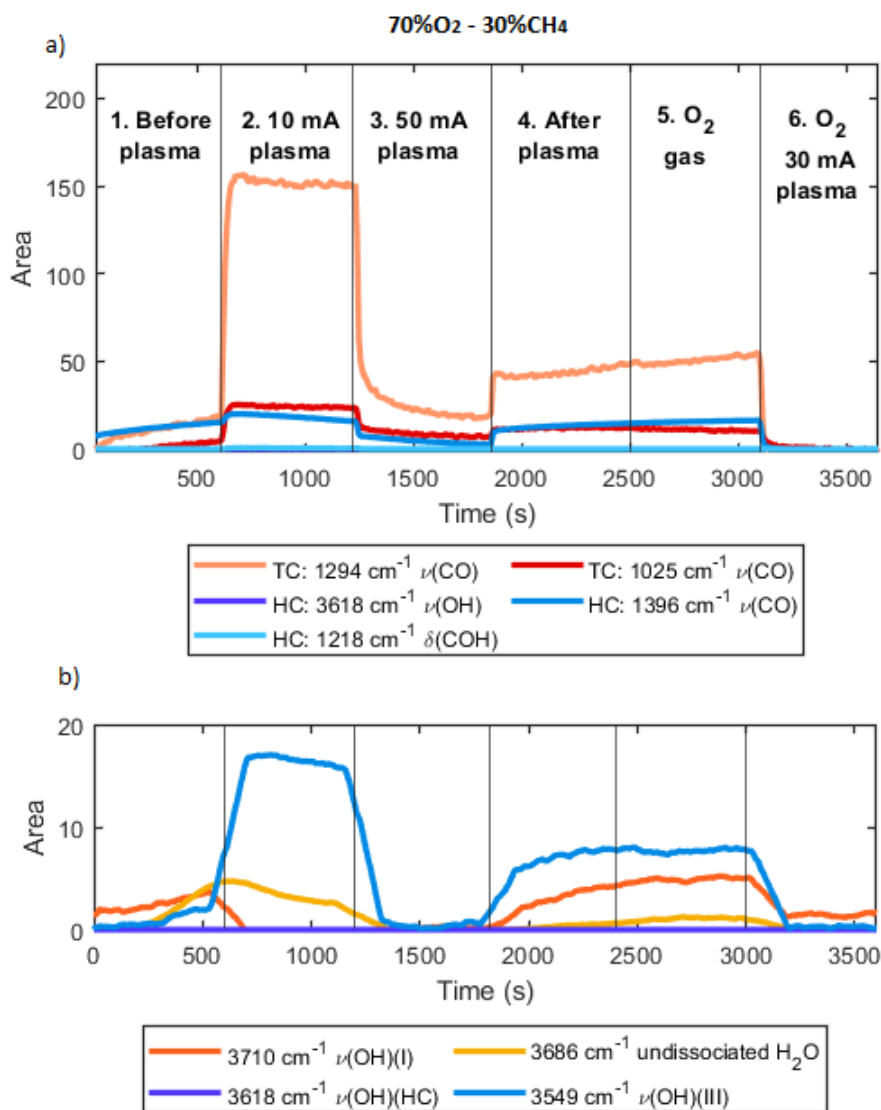 70%O₂ - 30%CH₄
a)
1. Before plasma
2. 10 mA plasma
3. 50 mA plasma
4. After plasma
5. O₂ gas
6. O₂ 30 mA plasma
200
150
100
50
0
Area
500 1000 1500 2000 2500 3000 3500
Time (s)
TC: 1294 cm⁻¹ ν(CO) TC: 1025 cm⁻¹ ν(CO)
HC: 3618 cm⁻¹ ν(OH) HC: 1396 cm⁻¹ ν(CO)
HC: 1218 cm⁻¹ δ(COH)
b)
20
10
0
Area
0 500 1000 1500 2000 2500 3000 3500
Time (s)
3710 cm⁻¹ ν(OH)(I) 3686 cm⁻¹ undissociated H₂O
3618 cm⁻¹ ν(OH)(HC) 3549 cm⁻¹ ν(OH)(III)